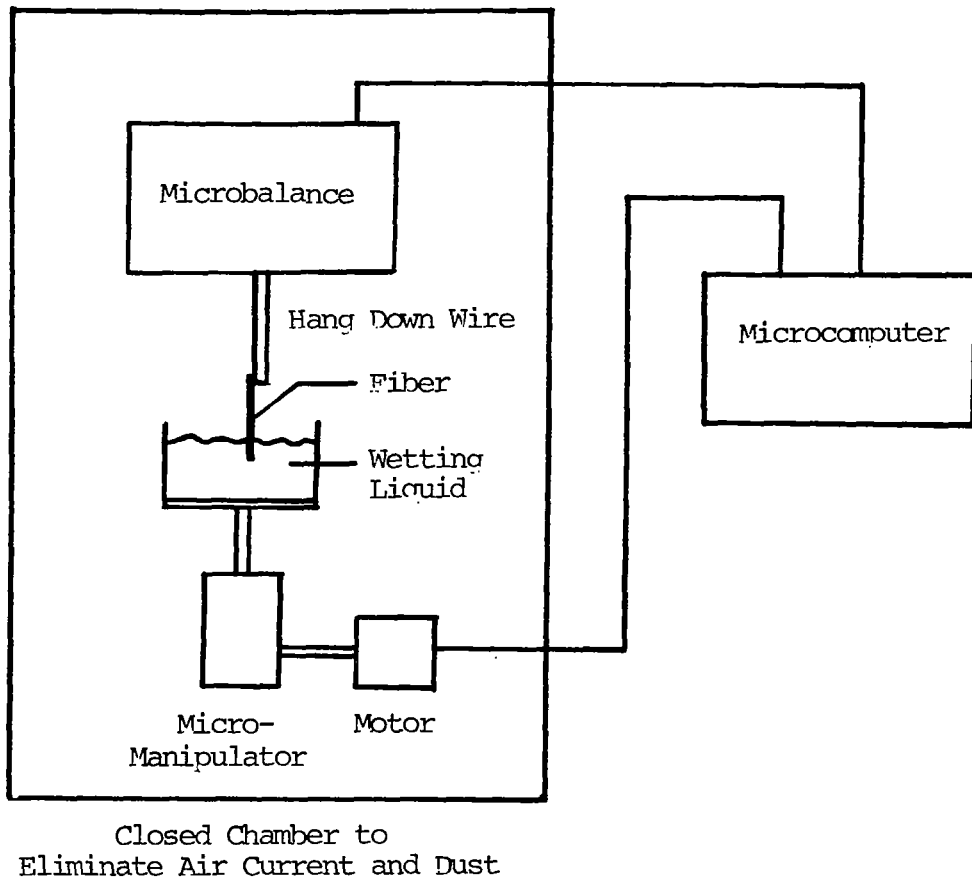 Microbalance
Hang Down Wire
Microcomputer
Fiber
Wetting
Liquid
Micro-
Manipulator
Motor
Closed Chamber to
Eliminate Air Current and Dust